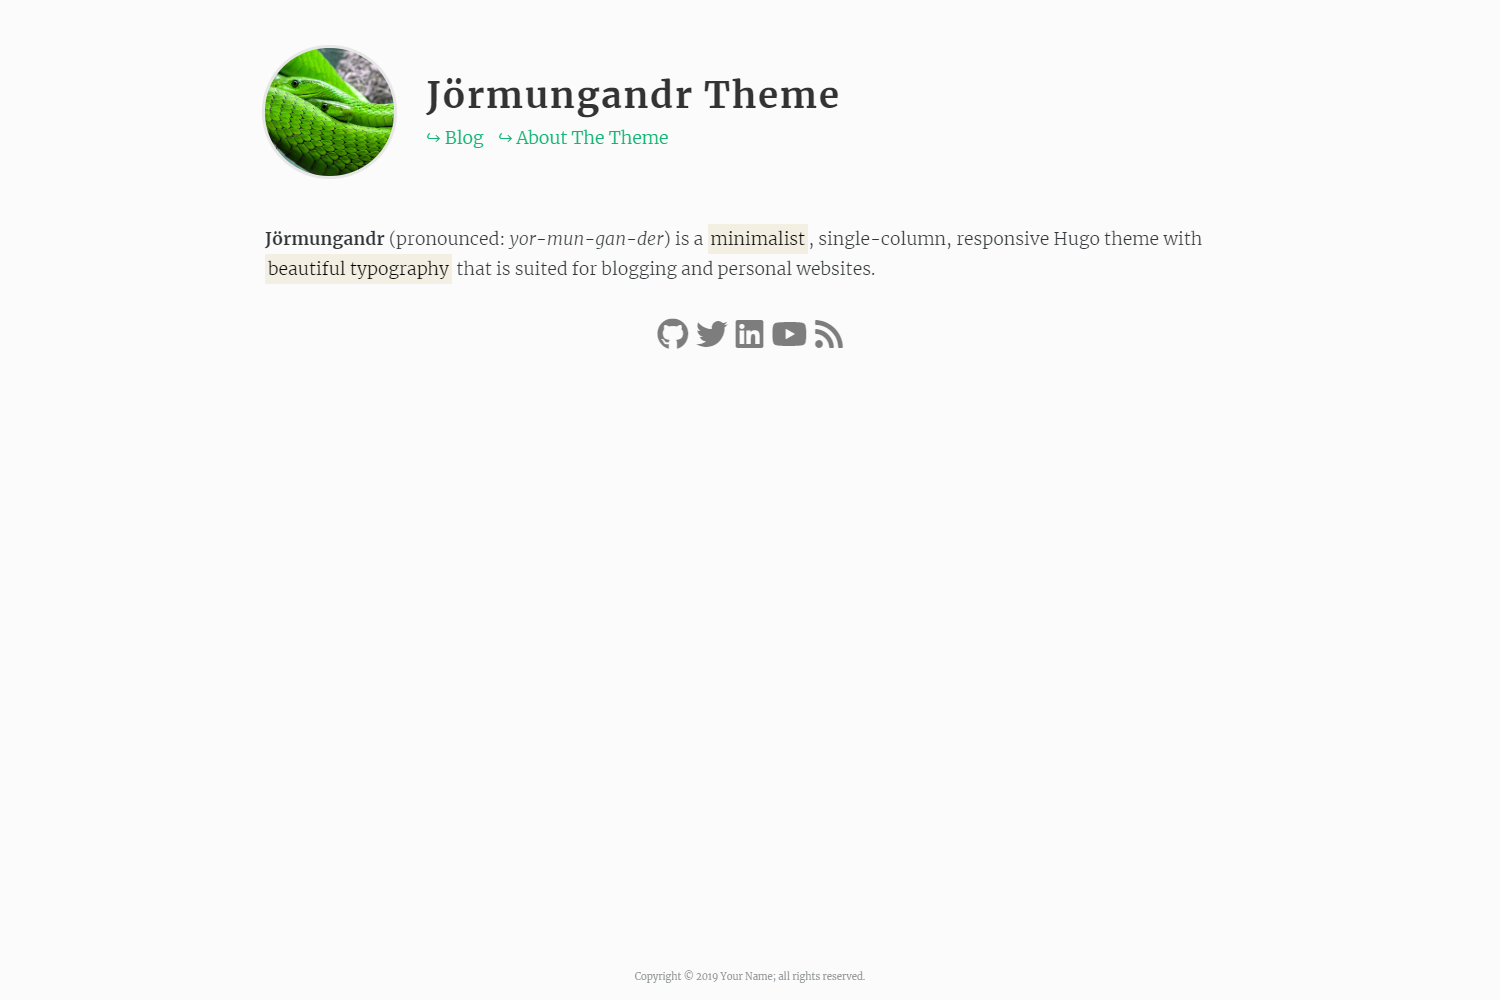 Jörmungandr Theme
↪ Blog ↪ About The Theme
Jörmungandr (pronounced: yor-mun-gan-der) is a minimalist, single-column, responsive Hugo theme with
beautiful typography that is suited for blogging and personal websites.
Copyright © 2019 Your Name; all rights reserved.